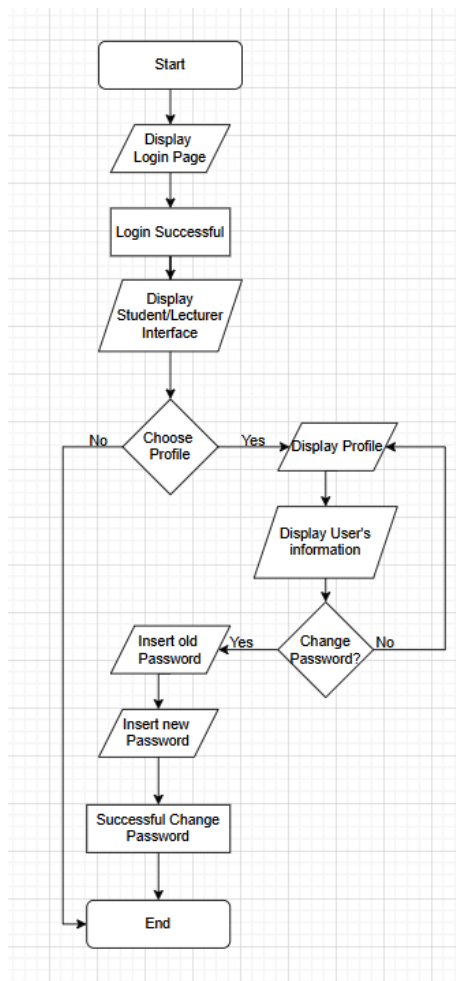 Start
Display
Login Page
Login Successful
Display
Student/Lecturer
Interface
No
Choose
Profile
Yes
Display Profile
Display User's
information
Insert old
Password
Yes
Change
Password?
No
Insert new
Password
Successful Change
Password
End